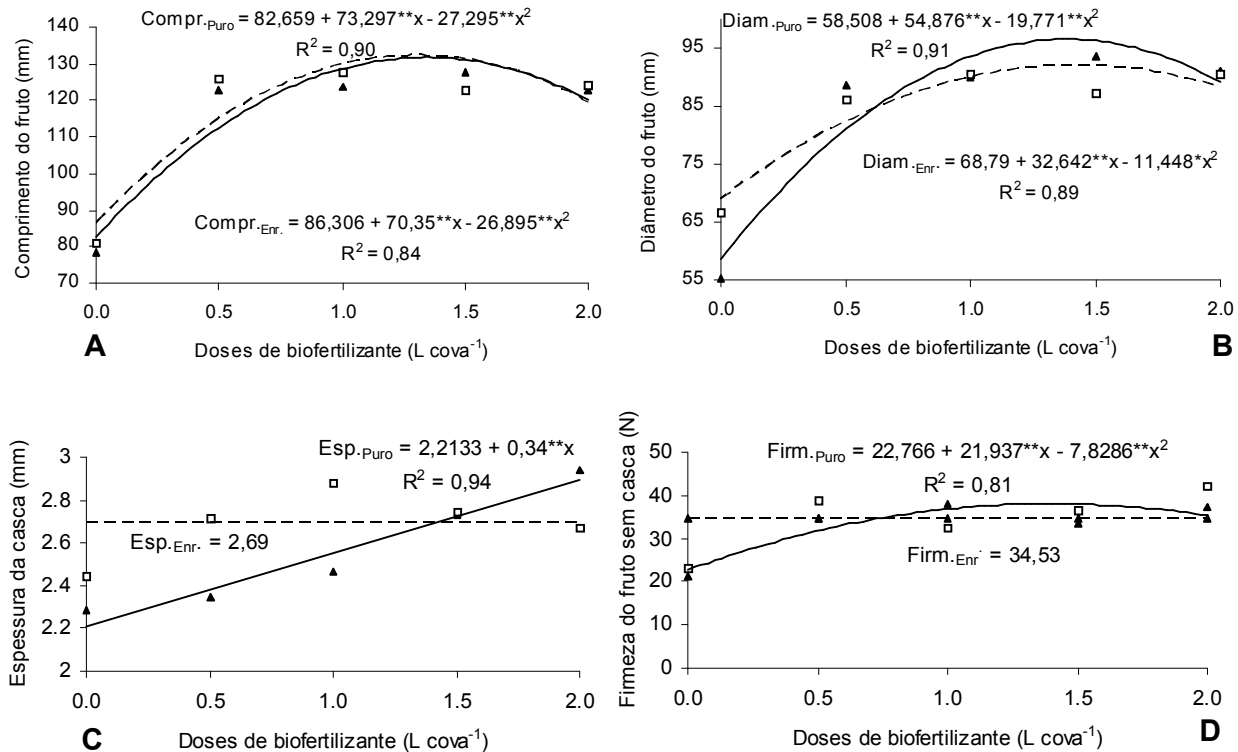 Compr.Puro = 82,659 + 73,297**x - 27,295**x²
R² = 0,90
Comprimento do fruto (mm)
140
130
120
110
100
90
80
70
Compr.Enr. = 86,306 + 70,35**x - 26,895**x²
R² = 0,84
0.0 0.5 1.0 1.5 2.0
A
Doses de biofertilizante (L cova⁻¹)
Diam.Puro = 58,508 + 54,876**x - 19,771**x²
R² = 0,91
Diâmetro do fruto (mm)
95
85
75
65
55
Diam.Enr. = 68,79 + 32,642**x - 11,448*x²
R² = 0,89
0.0 0.5 1.0 1.5 2.0
Doses de biofertilizante (L cova⁻¹)
B
Espessura da casca (mm)
Esp.Puro = 2,2133 + 0,34**x
R² = 0,94
3
2.8
2.6
2.4
2.2
2
Esp.Enr. = 2,69
0.0 0.5 1.0 1.5 2.0
C
Doses de biofertilizante (L cova⁻¹)
Firmeza do fruto sem casca (N)
Firm.Puro = 22,766 + 21,937**x - 7,8286**x²
R² = 0,81
50
40
30
20
10
0
Firm.Enr. = 34,53
0.0 0.5 1.0 1.5 2.0
Doses de biofertilizante (L cova⁻¹)
D